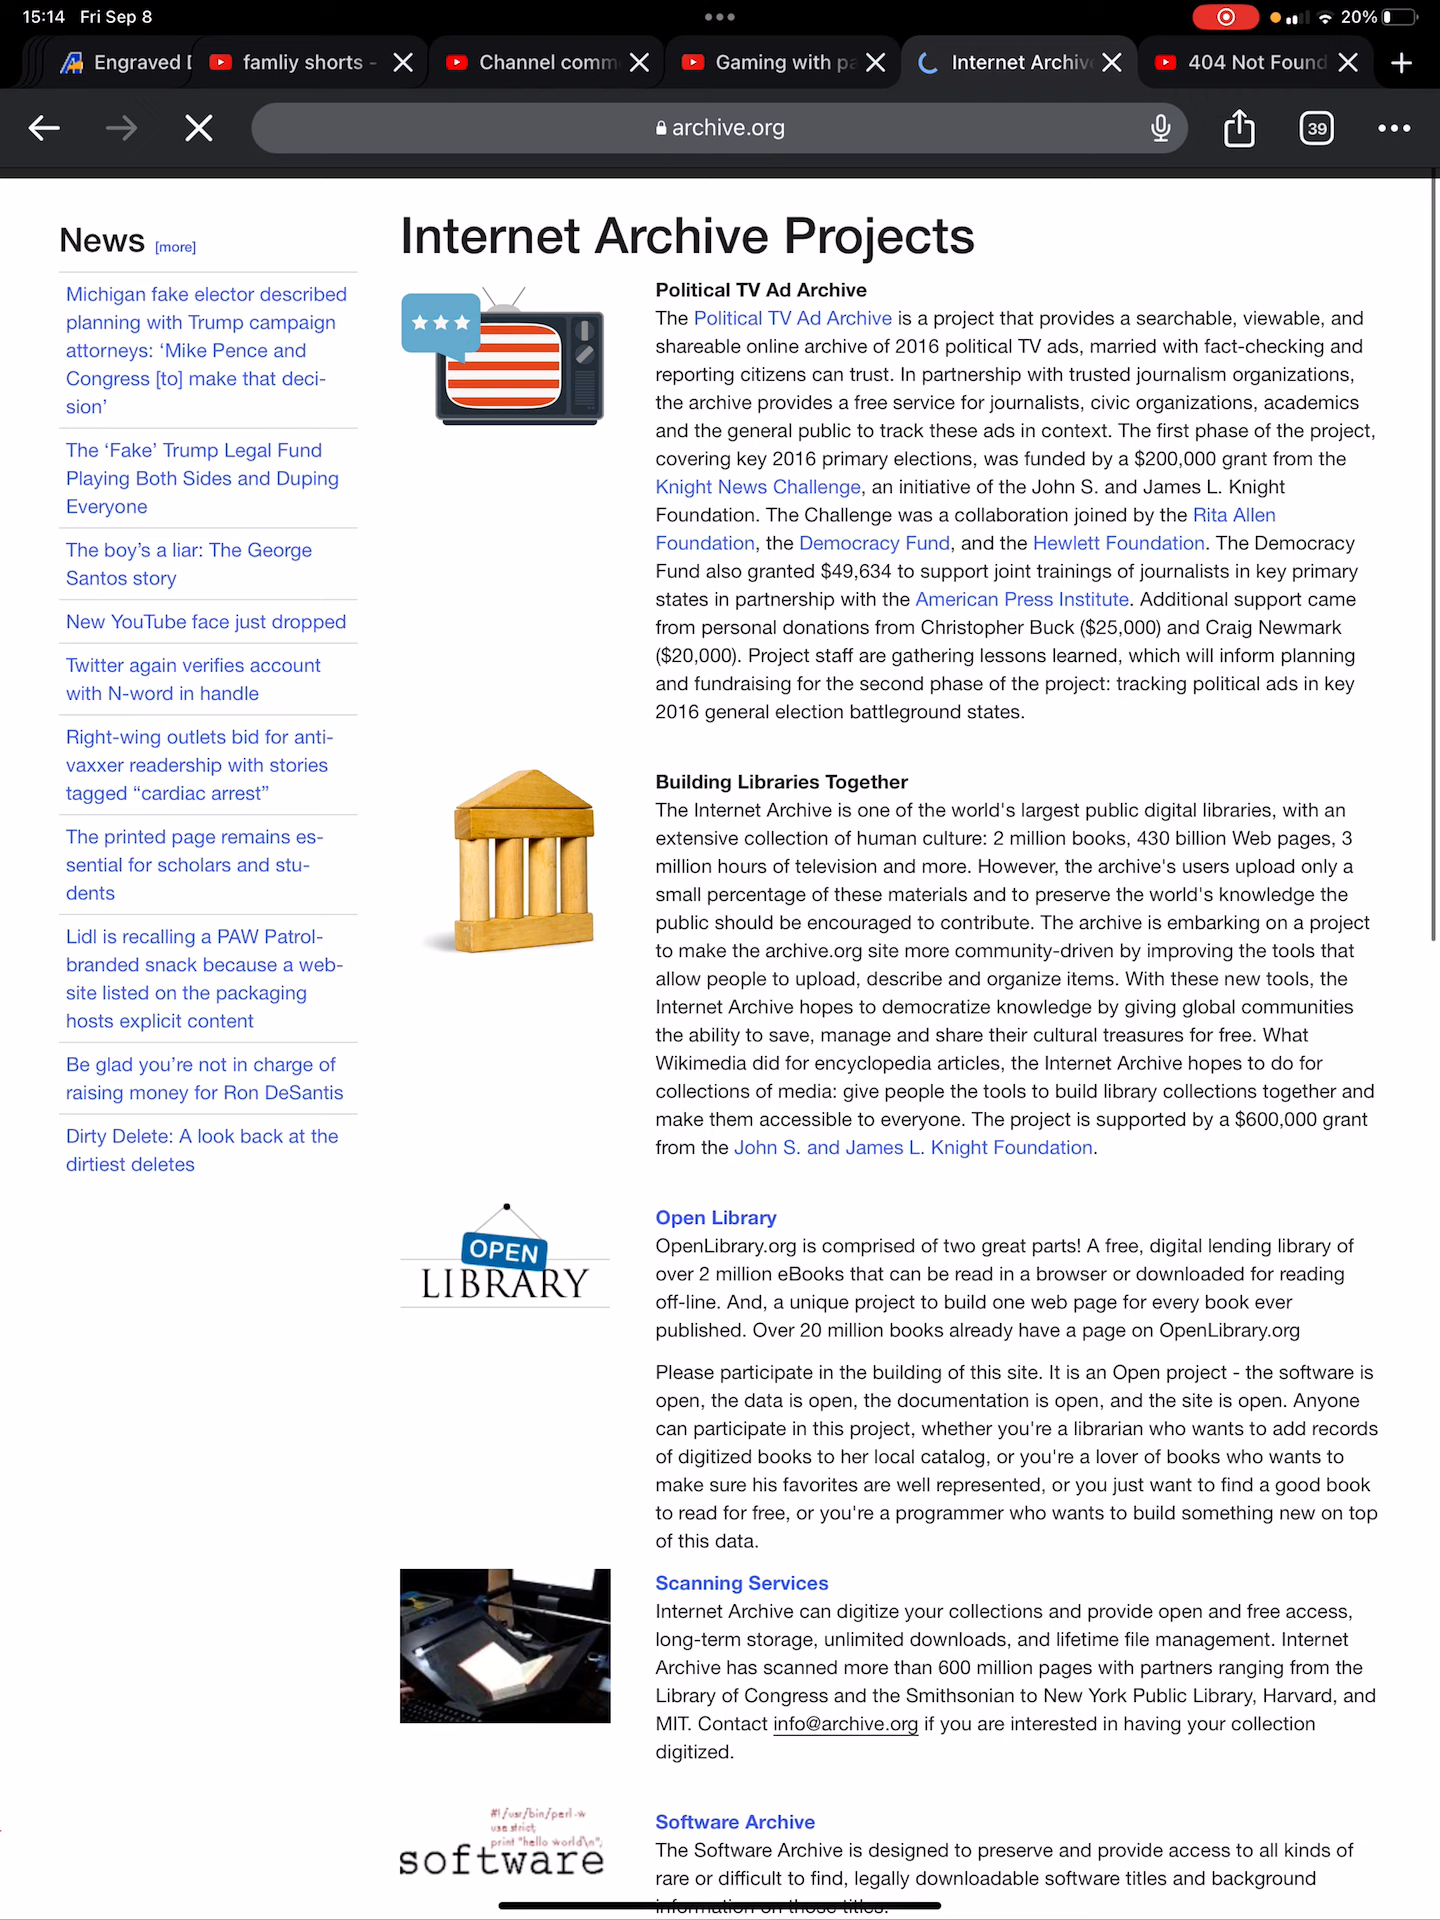 15:14 Fri Sep 8
20%
Engraved
famliy shorts -
Channel comm
Gaming with pa
Internet Archiv
404 Not Found
archive.org
39
News [more]
Michigan fake elector described
planning with Trump campaign
attorneys: ‘Mike Pence and
Congress [to] make that deci-
sion’
The ‘Fake’ Trump Legal Fund
Playing Both Sides and Duping
Everyone
The boy’s a liar: The George
Santos story
New YouTube face just dropped
Twitter again verifies account
with N-word in handle
Right-wing outlets bid for anti-
vaxxer readership with stories
tagged “cardiac arrest”
The printed page remains es-
sential for scholars and stu-
dents
Lidl is recalling a PAW Patrol-
branded snack because a web-
site listed on the packaging
hosts explicit content
Be glad you’re not in charge of
raising money for Ron DeSantis
Dirty Delete: A look back at the
dirtiest deletes
Internet Archive Projects
Political TV Ad Archive
The Political TV Ad Archive is a project that provides a searchable, viewable, and
shareable online archive of 2016 political TV ads, married with fact-checking and
reporting citizens can trust. In partnership with trusted journalism organizations,
the archive provides a free service for journalists, civic organizations, academics
and the general public to track these ads in context. The first phase of the project,
covering key 2016 primary elections, was funded by a $200,000 grant from the
Knight News Challenge, an initiative of the John S. and James L. Knight
Foundation. The Challenge was a collaboration joined by the Rita Allen
Foundation, the Democracy Fund, and the Hewlett Foundation. The Democracy
Fund also granted $49,634 to support joint trainings of journalists in key primary
states in partnership with the American Press Institute. Additional support came
from personal donations from Christopher Buck ($25,000) and Craig Newmark
($20,000). Project staff are gathering lessons learned, which will inform planning
and fundraising for the second phase of the project: tracking political ads in key
2016 general election battleground states.
Building Libraries Together
The Internet Archive is one of the world's largest public digital libraries, with an
extensive collection of human culture: 2 million books, 430 billion Web pages, 3
million hours of television and more. However, the archive's users upload only a
small percentage of these materials and to preserve the world's knowledge the
public should be encouraged to contribute. The archive is embarking on a project
to make the archive.org site more community-driven by improving the tools that
allow people to upload, describe and organize items. With these new tools, the
Internet Archive hopes to democratize knowledge by giving global communities
the ability to save, manage and share their cultural treasures for free. What
Wikimedia did for encyclopedia articles, the Internet Archive hopes to do for
collections of media: give people the tools to build library collections together and
make them accessible to everyone. The project is supported by a $600,000 grant
from the John S. and James L. Knight Foundation.
OPEN
LIBRARY
Open Library
OpenLibrary.org is comprised of two great parts! A free, digital lending library of
over 2 million eBooks that can be read in a browser or downloaded for reading
off-line. And, a unique project to build one web page for every book ever
published. Over 20 million books already have a page on OpenLibrary.org
Please participate in the building of this site. It is an Open project - the software is
open, the data is open, the documentation is open, and the site is open. Anyone
can participate in this project, whether you're a librarian who wants to add records
of digitized books to her local catalog, or you're a lover of books who wants to
make sure his favorites are well represented, or you just want to find a good book
to read for free, or you're a programmer who wants to build something new on top
of this data.
Scanning Services
Internet Archive can digitize your collections and provide open and free access,
long-term storage, unlimited downloads, and lifetime file management. Internet
Archive has scanned more than 600 million pages with partners ranging from the
Library of Congress and the Smithsonian to New York Public Library, Harvard, and
MIT. Contact info@archive.org if you are interested in having your collection
digitized.
#!/usr/bin/perl -w
use strict;
print "hello world\n";
software
Software Archive
The Software Archive is designed to preserve and provide access to all kinds of
rare or difficult to find, legally downloadable software titles and background
information on those titles.